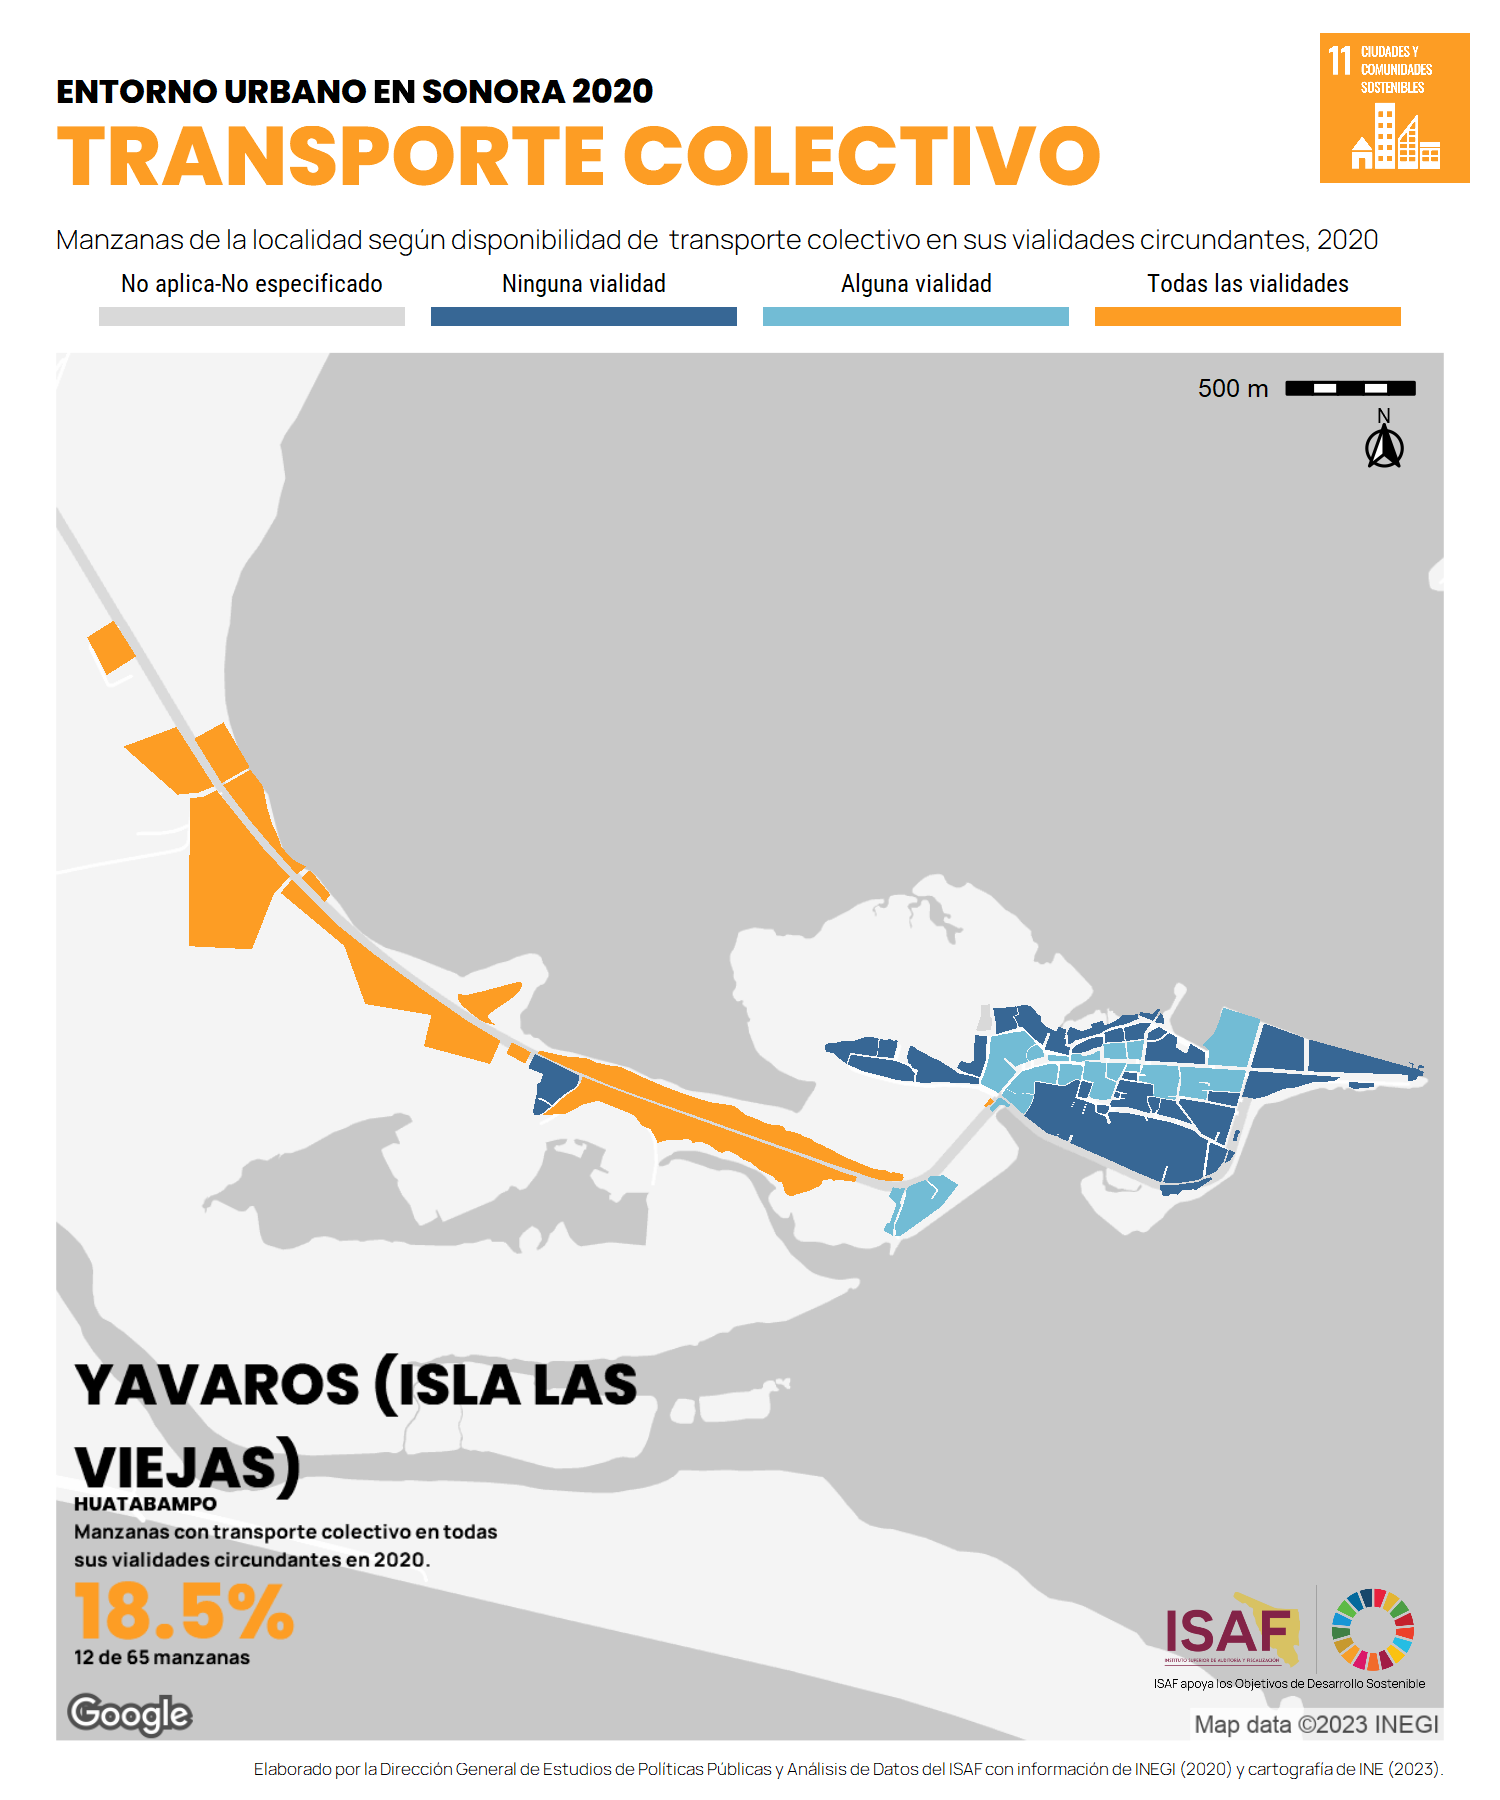 11 CIUDADES Y
COMUNIDADES
SOSTENIBLES
ENTORNO URBANO EN SONORA 2020
TRANSPORTE COLECTIVO
Manzanas de la localidad según disponibilidad de transporte colectivo en sus vialidades circundantes, 2020
No aplica-No especificado
Ninguna vialidad
Alguna vialidad
Todas las vialidades
500 m
N
YAVAROS (ISLA LAS
VIEJAS)
HUATABAMPO
Manzanas con transporte colectivo en todas
sus vialidades circundantes en 2020.
18.5%
12 de 65 manzanas
Google
ISAF
INSTITUTO SUPERIOR DE AUDITORÍA Y FISCALIZACIÓN
ISAF apoya los Objetivos de Desarrollo Sostenible
Map data ©2023 INEGI
Elaborado por la Dirección General de Estudios de Políticas Públicas y Análisis de Datos del ISAF con información de INEGI (2020) y cartografía de INE (2023).